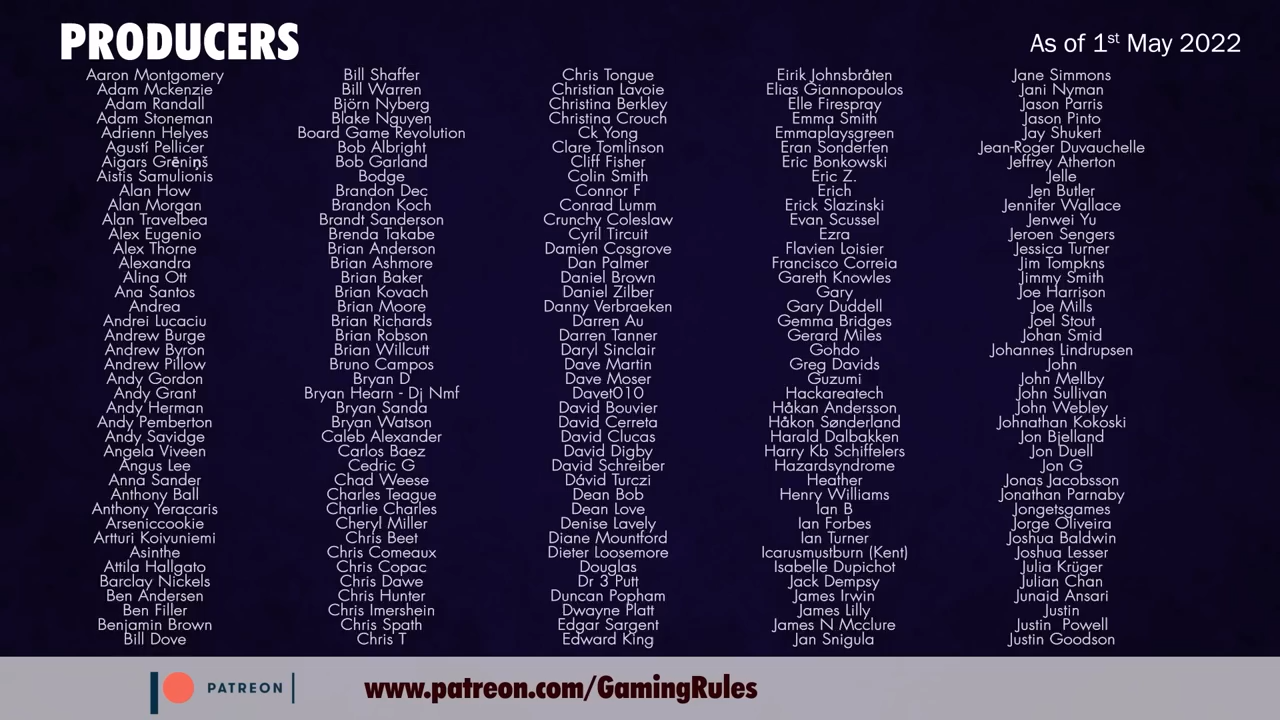 PRODUCERS
As of 1st May 2022
Aaron Montgomery
Adam Mckenzie
Adam Randall
Adam Stoneman
Adrienn Helyes
Agustí Pellicer
Aigars Grēniņš
Aistis Samulionis
Alan How
Alan Morgan
Alan Travelbea
Alex Eugenio
Alex Thorne
Alexandra
Alina Ott
Ana Santos
Andrea
Andrei Lucaciu
Andrew Burge
Andrew Byron
Andrew Pillow
Andy Gordon
Andy Grant
Andy Herman
Andy Pemberton
Andy Savidge
Angela Viveen
Angus Lee
Anna Sander
Anthony Ball
Anthony Yeracaris
Arseniccookie
Artturi Koivuniemi
Asinthe
Attila Hallgato
Barclay Nickels
Ben Andersen
Ben Filler
Benjamin Brown
Bill Dove
Bill Shaffer
Bill Warren
Björn Nyberg
Blake Nguyen
Board Game Revolution
Bob Albright
Bob Garland
Bodge
Brandon Dec
Brandon Koch
Brandt Sanderson
Brenda Takabe
Brian Anderson
Brian Ashmore
Brian Baker
Brian Kovach
Brian Moore
Brian Richards
Brian Robson
Brian Willcutt
Bruno Campos
Bryan D
Bryan Hearn - Dj Nmf
Bryan Sanda
Bryan Watson
Caleb Alexander
Carlos Baez
Cedric G
Chad Weese
Charles Teague
Charlie Charles
Cheryl Miller
Chris Beet
Chris Comeaux
Chris Copac
Chris Dawe
Chris Hunter
Chris Imershein
Chris Spath
Chris T
Chris Tongue
Christian Lavoie
Christina Berkley
Christina Crouch
Ck Yong
Clare Tomlinson
Cliff Fisher
Colin Smith
Connor F
Conrad Lumm
Crunchy Coleslaw
Cyril Tircuit
Damien Cosgrove
Dan Palmer
Daniel Brown
Daniel Zilber
Danny Verbraeken
Darren Au
Darren Tanner
Daryl Sinclair
Dave Martin
Dave Moser
Davet010
David Bouvier
David Cerreta
David Clucas
David Digby
David Schreiber
Dávid Turczi
Dean Bob
Dean Love
Denise Lavely
Diane Mountford
Dieter Loosemore
Douglas
Dr 3 Putt
Duncan Popham
Dwayne Platt
Edgar Sargent
Edward King
Eirik Johnsbråten
Elias Giannopoulos
Elle Firespray
Emma Smith
Emmaplaysgreen
Eran Sonderfen
Eric Bonkowski
Eric Z.
Erich
Erick Slazinski
Evan Scussel
Ezra
Flavien Loisier
Francisco Correia
Gareth Knowles
Gary
Gary Duddell
Gemma Bridges
Gerard Miles
Gohdo
Greg Davids
Guzumi
Hackareatech
Håkan Andersson
Håkon Sønderland
Harald Dalbakken
Harry Kb Schiffelers
Hazardsyndrome
Heather
Henry Williams
Ian B
Ian Forbes
Ian Turner
Icarusmustburn (Kent)
Isabelle Dupichot
Jack Dempsy
James Irwin
James Lilly
James N Mcclure
Jan Snigula
Jane Simmons
Jani Nyman
Jason Parris
Jason Pinto
Jay Shukert
Jean-Roger Duvauchelle
Jeffrey Atherton
Jelle
Jen Butler
Jennifer Wallace
Jenwei Yu
Jeroen Sengers
Jessica Turner
Jim Tompkns
Jimmy Smith
Joe Harrison
Joe Mills
Joel Stout
Johan Smid
Johannes Lindrupsen
John
John Mellby
John Sullivan
John Webley
Johnathan Kokoski
Jon Bielland
Jon Duell
Jon G
Jonas Jacobsson
Jonathan Parnaby
Jongetsgames
Jorge Oliveira
Joshua Baldwin
Joshua Lesser
Julia Krüger
Julian Chan
Junaid Ansari
Justin
Justin  Powell
Justin Goodson
PATREON
www.patreon.com/GamingRules